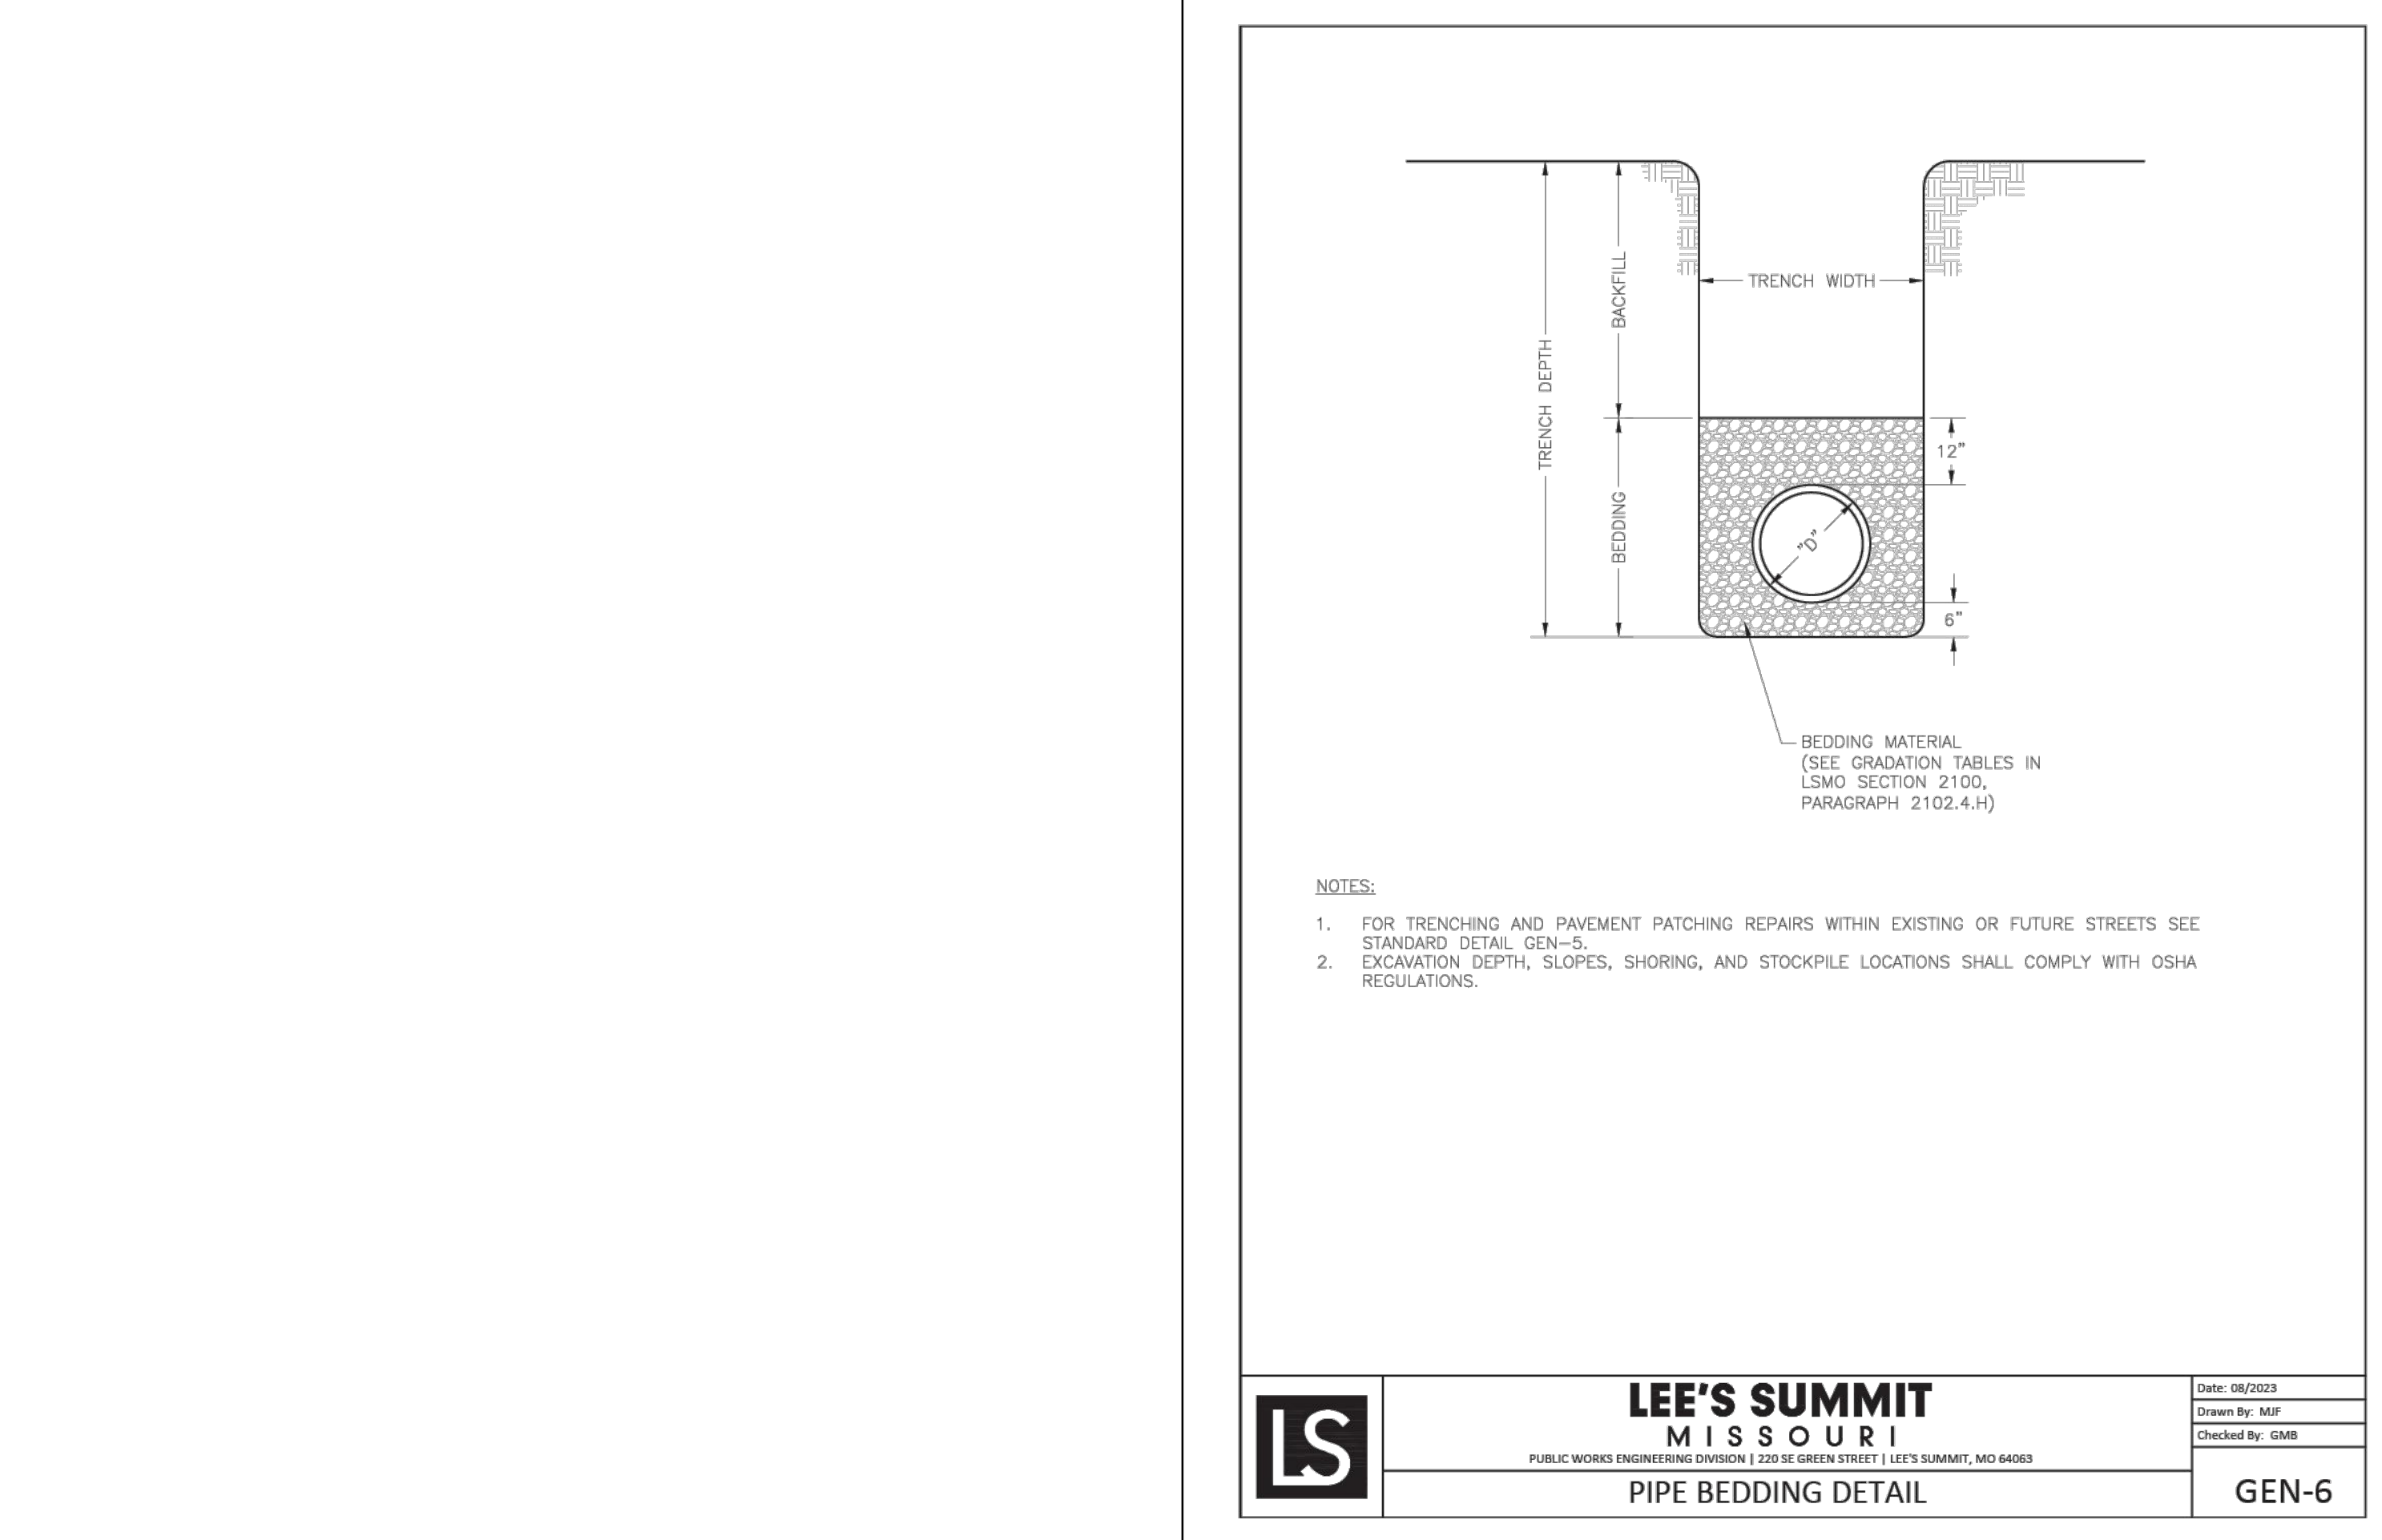 BACKFILL
TRENCH WIDTH
TRENCH DEPTH
12"
BEDDING
"D"
6"
BEDDING MATERIAL
(SEE GRADATION TABLES IN
LSMO SECTION 2100,
PARAGRAPH 2102.4.H)
NOTES:
1. FOR TRENCHING AND PAVEMENT PATCHING REPAIRS WITHIN EXISTING OR FUTURE STREETS SEE
STANDARD DETAIL GEN-5.
2. EXCAVATION DEPTH, SLOPES, SHORING, AND STOCKPILE LOCATIONS SHALL COMPLY WITH OSHA
REGULATIONS.
LS
LEE'S SUMMIT
MISSOURI
PUBLIC WORKS ENGINEERING DIVISION | 220 SE GREEN STREET | LEE'S SUMMIT, MO 64063
PIPE BEDDING DETAIL
Date: 08/2023
Drawn By: MJF
Checked By: GMB
GEN-6